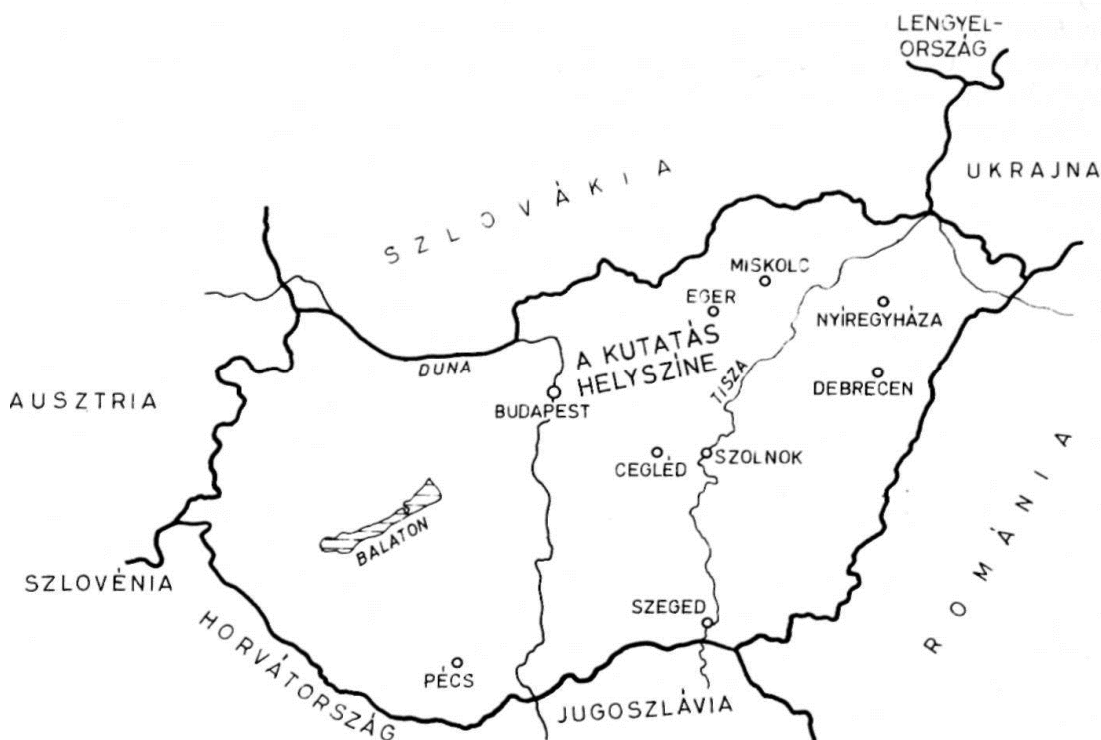 LENGYEL-
ORSZÁG
UKRAJNA
SZLOVÁKIA
MISKOLC
EGER
NYÍREGYHÁZA
A KUTATÁS
HELYSZÍNE
DUNA
TISZA
DEBRECEN
AUSZTRIA
BUDAPEST
CEGLÉD
SZOLNOK
ROMÁNIA
BALATON
SZLOVÉNIA
HORVÁTORSZÁG
SZEGED
PÉCS
JUGOSZLÁVIA